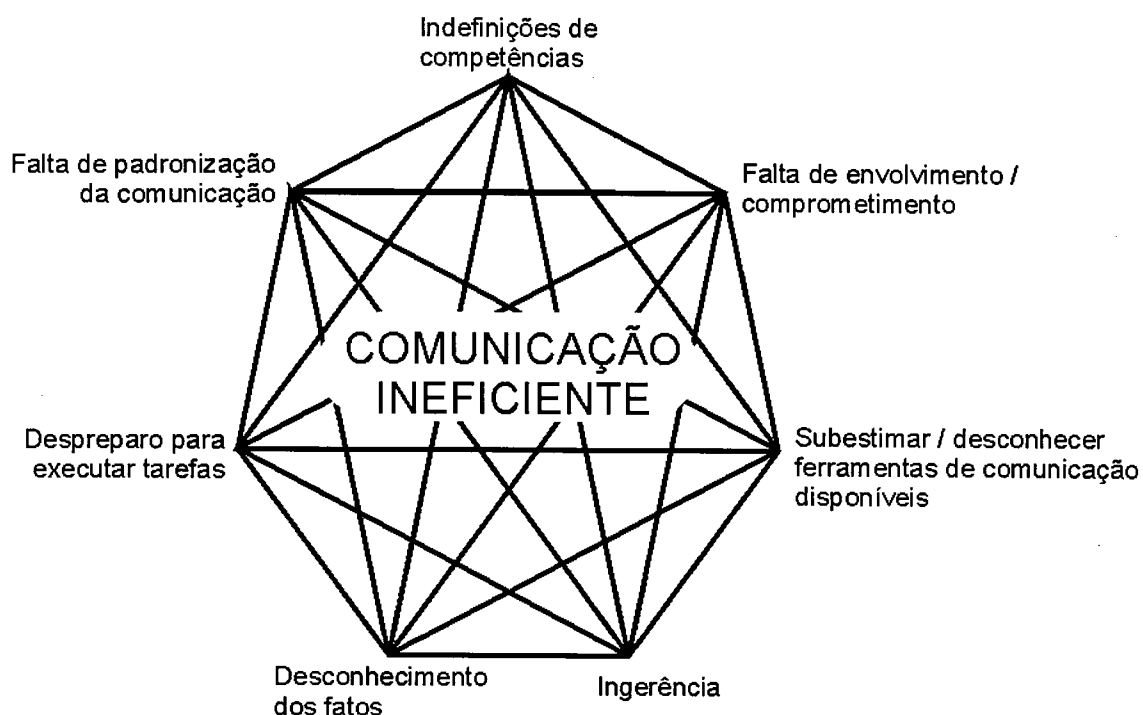 Indefinições de
competências
Falta de padronização
da comunicação
Falta de envolvimento /
comprometimento
COMUNICAÇÃO
INEFICIENTE
Despreparo para
executar tarefas
Subestimar / desconhecer
ferramentas de comunicação
disponíveis
Desconhecimento
dos fatos
Ingerência